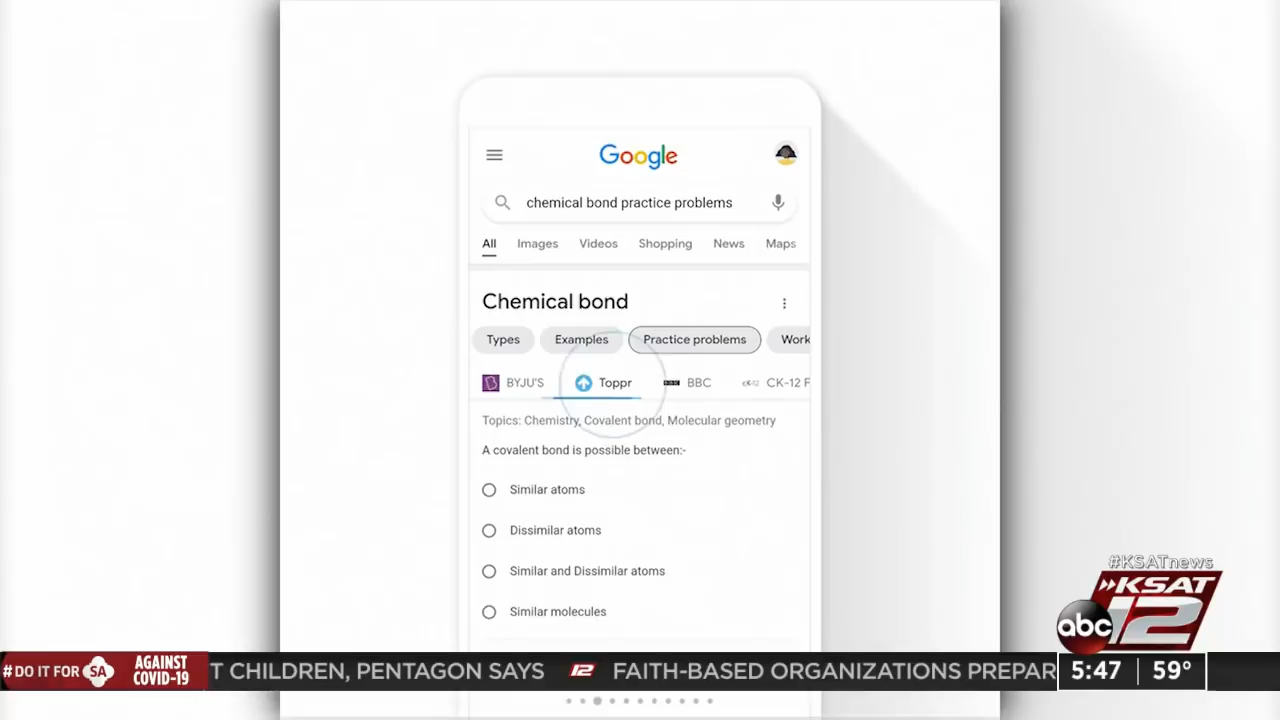 Google
chemical bond practice problems
All Images Videos Shopping News Maps
Chemical bond
Types Examples Practice problems Work
BYJU'S Toppr BBC CK-12 F
Topics: Chemistry, Covalent bond, Molecular geometry
A covalent bond is possible between:-
Similar atoms
Dissimilar atoms
Similar and Dissimilar atoms
Similar molecules
#KSATnews
KSAT
abc 12
#DO IT FOR SA AGAINST COVID-19
T CHILDREN, PENTAGON SAYS 12 FAITH-BASED ORGANIZATIONS PREPAR
5:47 59°